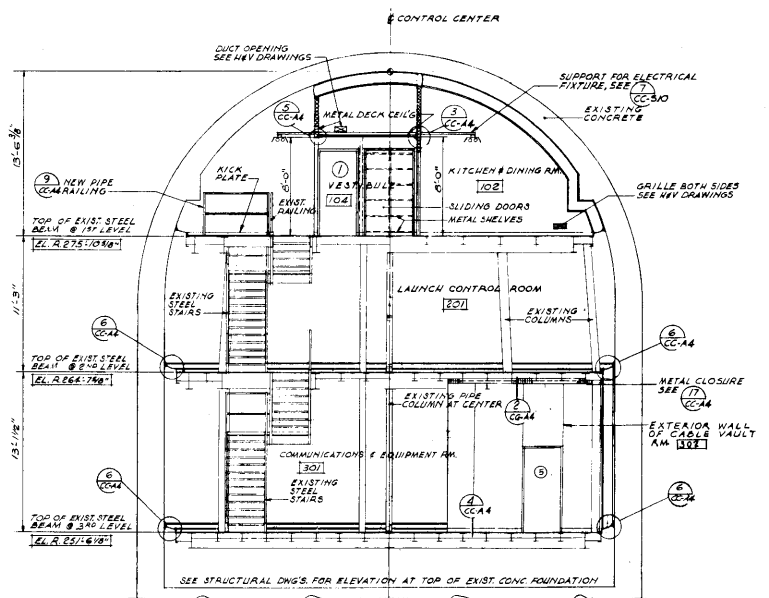 ℄ CONTROL CENTER
DUCT OPENING
SEE H&V DRAWINGS
SUPPORT FOR ELECTRICAL
FIXTURE, SEE 7
CC-S10
EXISTING
CONCRETE
5
CC-A4
METAL DECK CEIL'G
3
CC-A4
13'-6 3/8"
9
CC-A4
NEW PIPE
RAILING
KICK
PLATE
EXIST.
RAILING
8'-0"
1
VESTIBULE
104
8'-0"
KITCHEN & DINING RM.
102
SLIDING DOORS
METAL SHELVES
GRILLE BOTH SIDES
SEE H&V DRAWINGS
TOP OF EXIST. STEEL
BEAM @ 1ST LEVEL
EL. R. 275'-10 3/8"
11'-3"
EXISTING
STEEL
STAIRS
LAUNCH CONTROL ROOM
201
EXISTING
COLUMNS
6
CC-A4
6
CC-A4
TOP OF EXIST. STEEL
BEAM @ 2ND LEVEL
EL. R. 264'-7 3/8"
EXISTING PIPE
COLUMN AT CENTER
2
CC-A4
METAL CLOSURE
SEE 17
CC-A4
EXTERIOR WALL
OF CABLE VAULT
RM. 302
13'-1 1/2"
COMMUNICATIONS & EQUIPMENT RM.
301
EXISTING
STEEL
STAIRS
5
6
CC-A4
4
CC-A4
6
CC-A4
TOP OF EXIST. STEEL
BEAM @ 3RD LEVEL
EL. R. 251'-6 1/8"
SEE STRUCTURAL DWG'S. FOR ELEVATION AT TOP OF EXIST. CONC. FOUNDATION